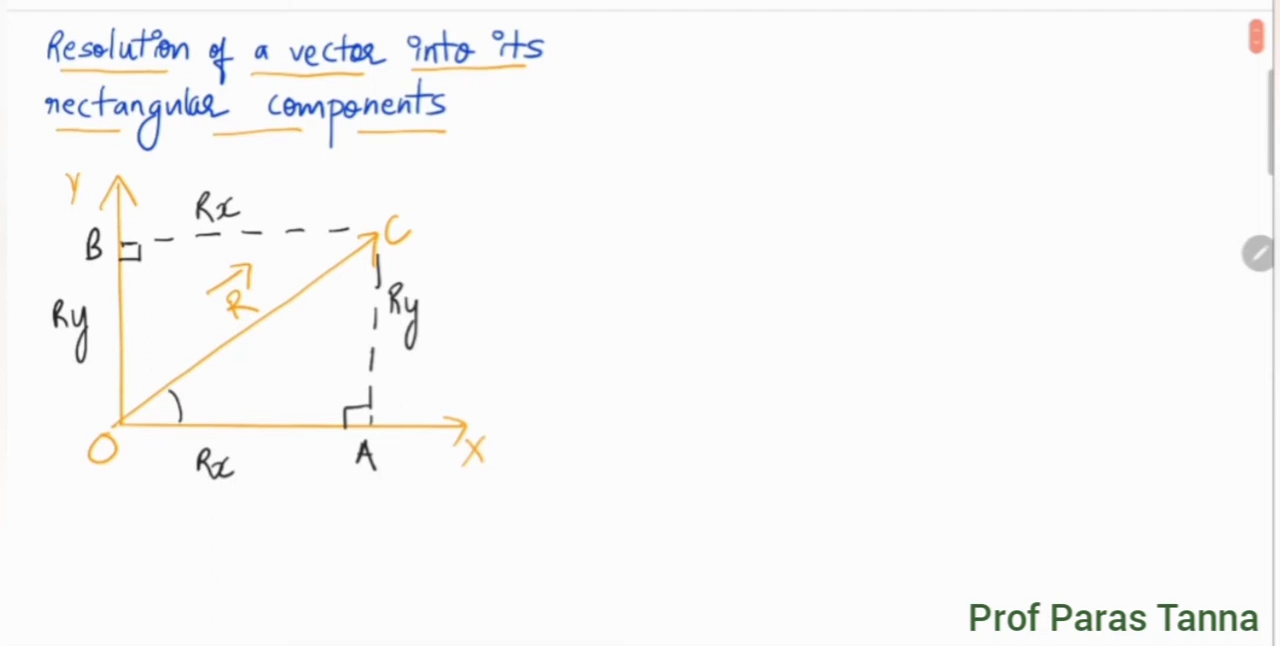 Resolution of a vector into its
rectangular components
Y
Rx
B
C
R
Ry
Ry
O
Rx
A
X
Prof Paras Tanna